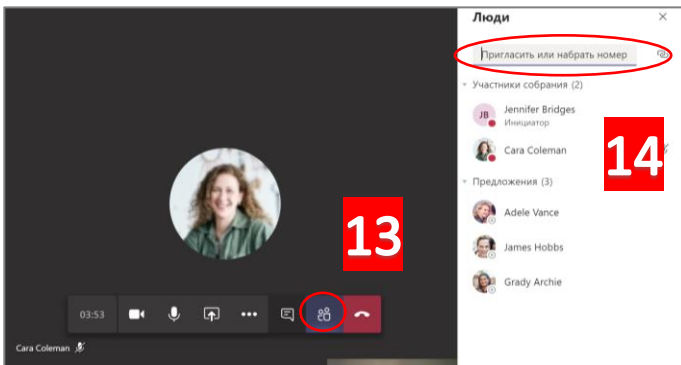 Люди
Пригласить или набрать номер
Участники собрания (2)
JB
Jennifer Bridges
Инициатор
Cara Coleman
14
Предложения (3)
Adele Vance
James Hobbs
Grady Archie
13
03:53
Cara Coleman